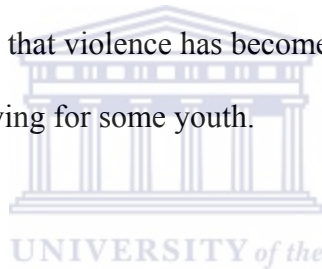 that violence has become
ving for some youth.
UNIVERSITY of the